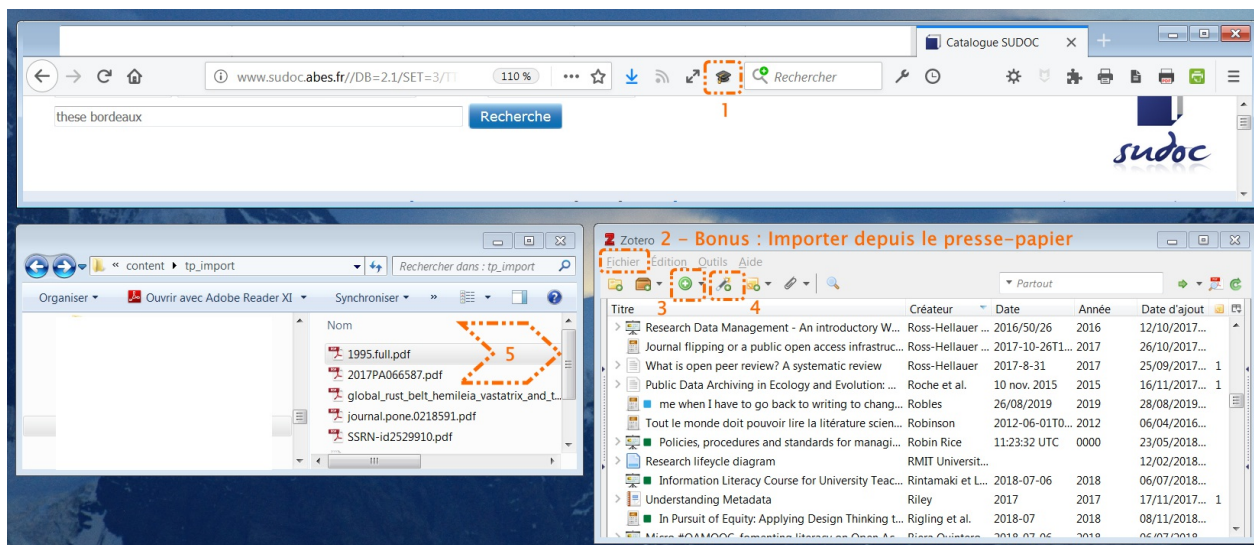 Catalogue SUDOC
www.sudoc.abes.fr//DB=2.1/SET=3/T
110 %
Rechercher
1
these bordeaux
Recherche
sudoc
« content tp_import
Rechercher dans : tp_import
Organiser
Ouvrir avec Adobe Reader XI
Synchroniser
»
Nom
1995.full.pdf
5
2017PA066587.pdf
global_rust_belt_hemileia_vastatrix_and_t...
journal.pone.0218591.pdf
SSRN-id2529910.pdf
Zotero 2 – Bonus : Importer depuis le presse-papier
Fichier Édition Outils Aide
Partout
3 4
Titre Créateur Date Année Date d'ajout
Research Data Management - An introductory W... Ross-Hellauer ... 2016/50/26 2016 12/10/2017...
Journal flipping or a public open access infrastruc... Ross-Hellauer ... 2017-10-26T1... 2017 26/10/2017...
What is open peer review? A systematic review Ross-Hellauer 2017-8-31 2017 25/09/2017... 1
Public Data Archiving in Ecology and Evolution: ... Roche et al. 10 nov. 2015 2015 16/11/2017... 1
me when I have to go back to writing to chang... Robles 26/08/2019 2019 28/08/2019...
Tout le monde doit pouvoir lire la litérature scien... Robinson 2012-06-01T0... 2012 06/04/2016...
Policies, procedures and standards for managi... Robin Rice 11:23:32 UTC 0000 23/05/2018...
Research lifeycle diagram RMIT Universit... 12/02/2018...
Information Literacy Course for University Teac... Rintamaki et L... 2018-07-06 2018 06/07/2018...
Understanding Metadata Riley 2017 2017 17/11/2017... 1
In Pursuit of Equity: Applying Design Thinking t... Rigling et al. 2018-07 2018 08/11/2018...